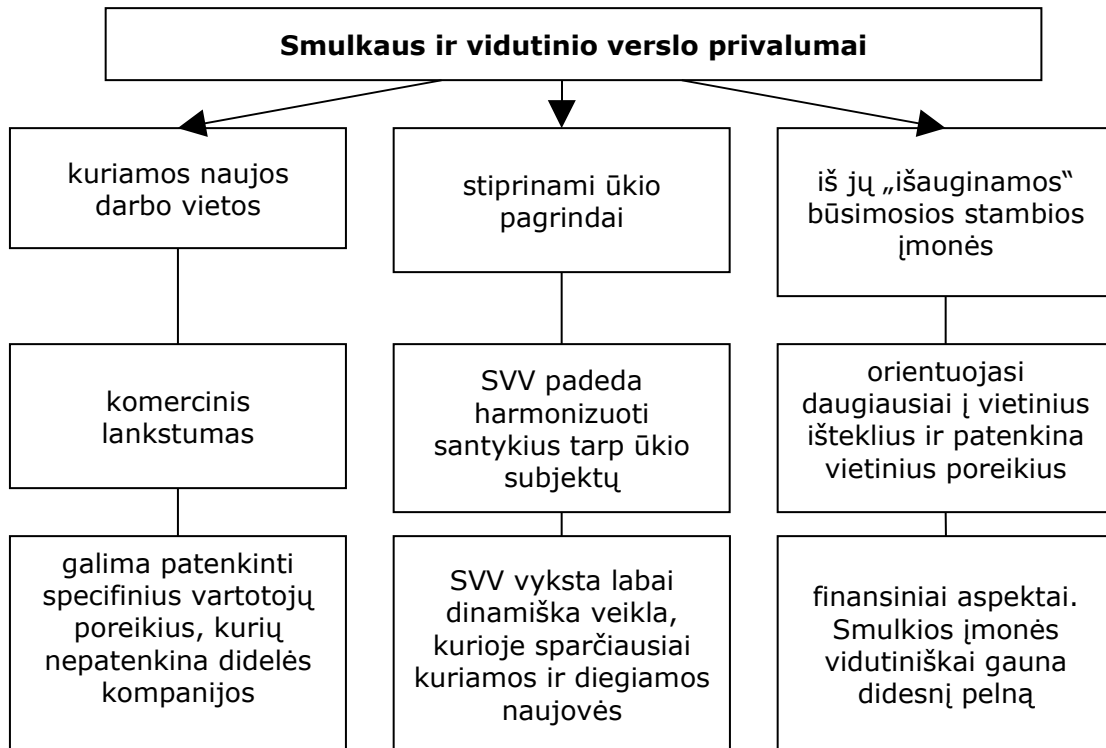 Smulkaus ir vidutinio verslo privalumai
kuriamos naujos
darbo vietos
stiprinami ūkio
pagrindai
iš jų „išauginamos“
būsimosios stambios
įmonės
komercinis
lankstumas
SVV padeda
harmonizuoti
santykius tarp ūkio
subjektų
orientuojasi
daugiausiai į vietinius
išteklius ir patenkina
vietinius poreikius
galima patenkinti
specifinius vartotojų
poreikius, kurių
nepatenkina didelės
kompanijos
SVV vyksta labai
dinamiška veikla,
kurioje sparčiausiai
kuriamos ir diegiamos
naujovės
finansiniai aspektai.
Smulkios įmonės
vidutiniškai gauna
didesnį pelną